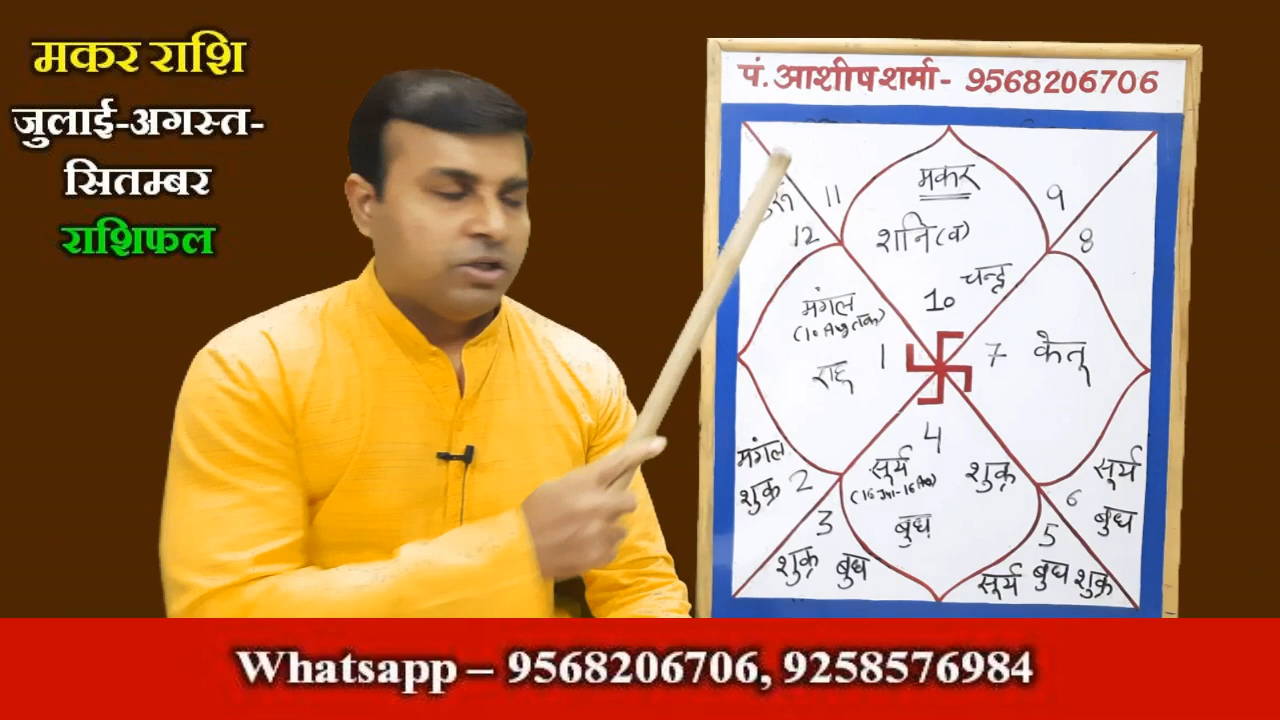 मकर राशि
जुलाई-अगस्त-
सितम्बर
राशिफल
पं. आशीष शर्मा - 9568206706
मकर
11
9
12
शनि (व)
8
चन्द्र
10
मंगल
(10 Aug तक)
राहु
1
7
केतु
4
मंगल
शुक्र
2
सूर्य
(16 Jul-16 Aug)
शुक्र
बुध
सूर्य
6
बुध
3
5
शुक्र बुध
सूर्य बुध शुक्र
Whatsapp – 9568206706, 9258576984